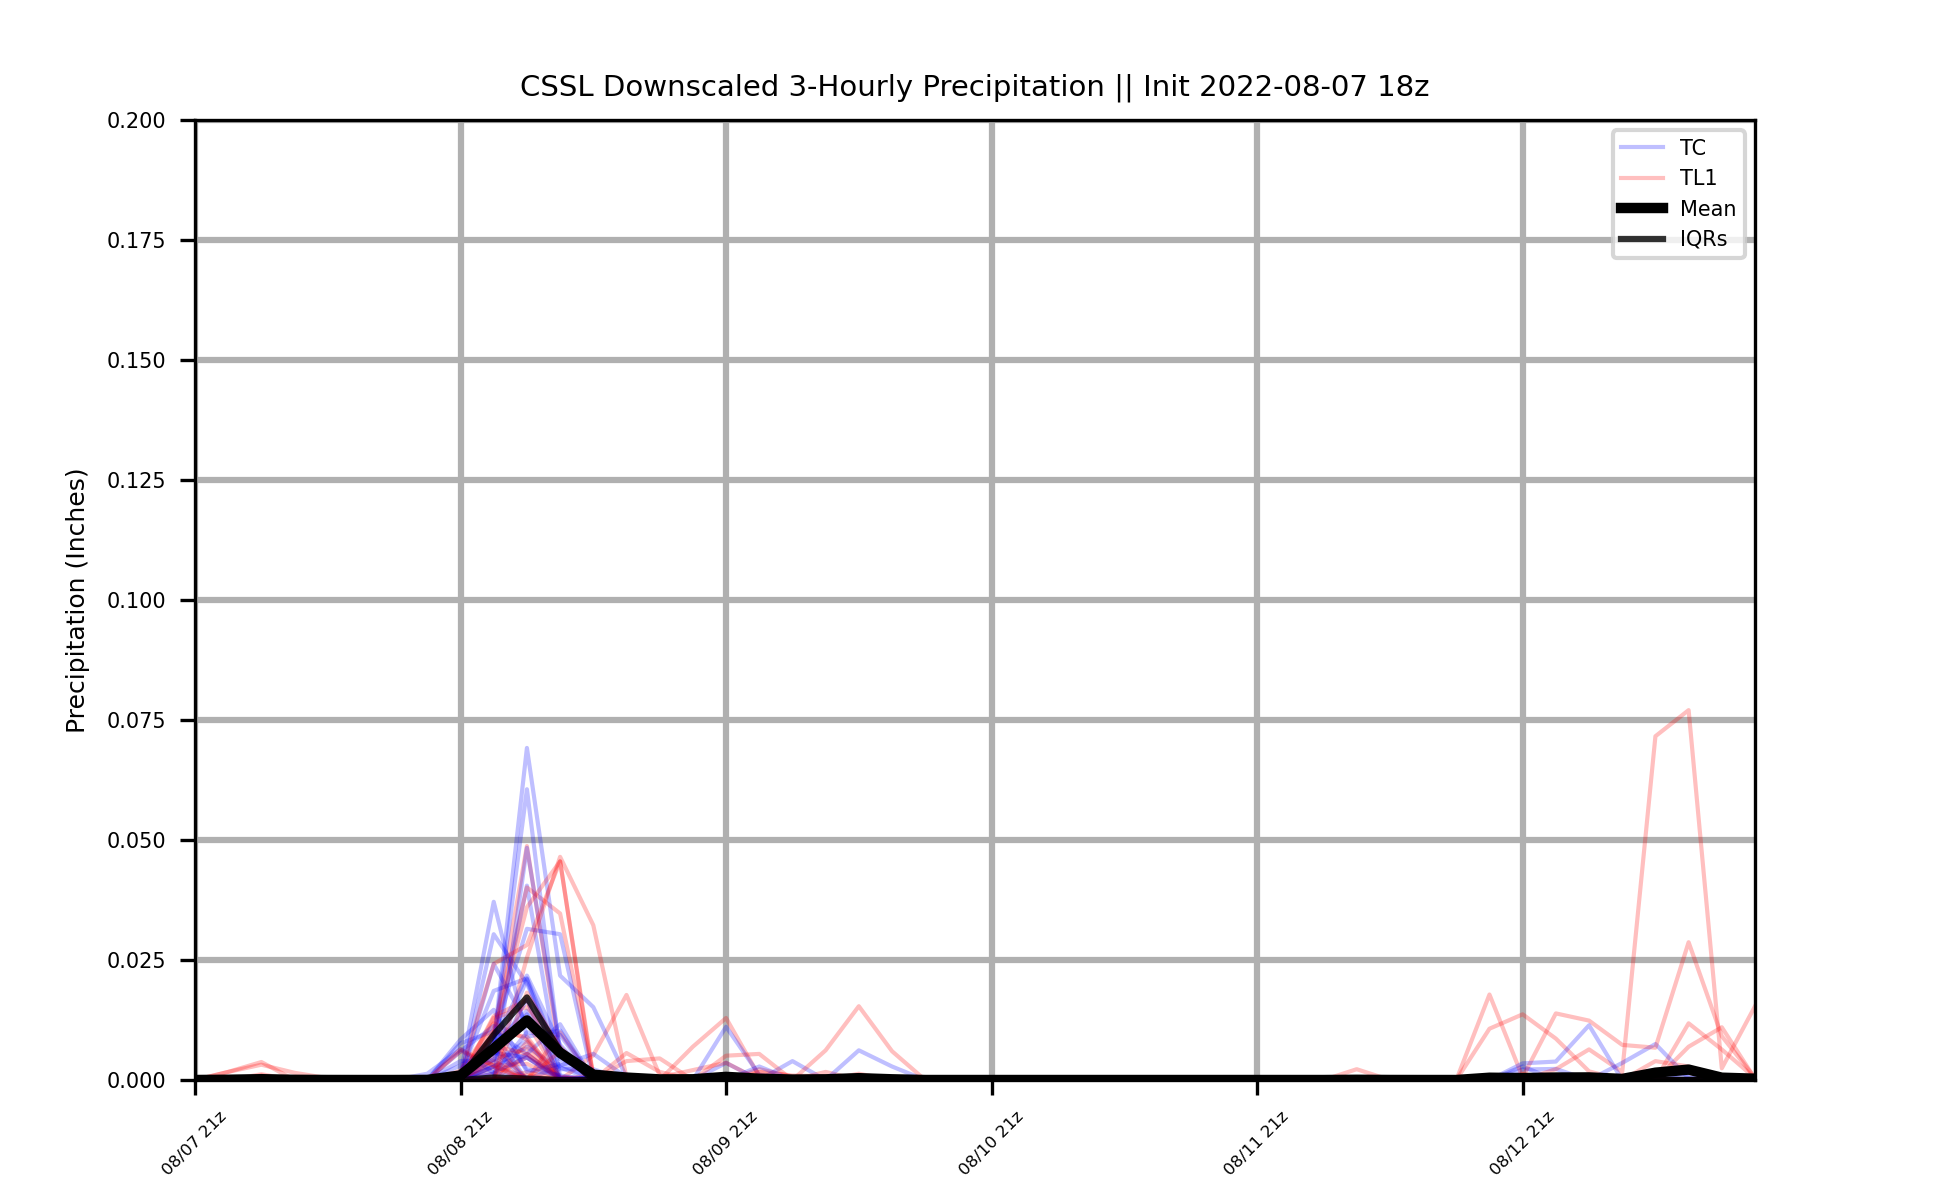 CSSL Downscaled 3-Hourly Precipitation || Init 2022-08-07 18z
TC
TL1
Mean
IQRs
Precipitation (Inches)
0.200
0.175
0.150
0.125
0.100
0.075
0.050
0.025
0.000
08/07 21z
08/08 21z
08/09 21z
08/10 21z
08/11 21z
08/12 21z